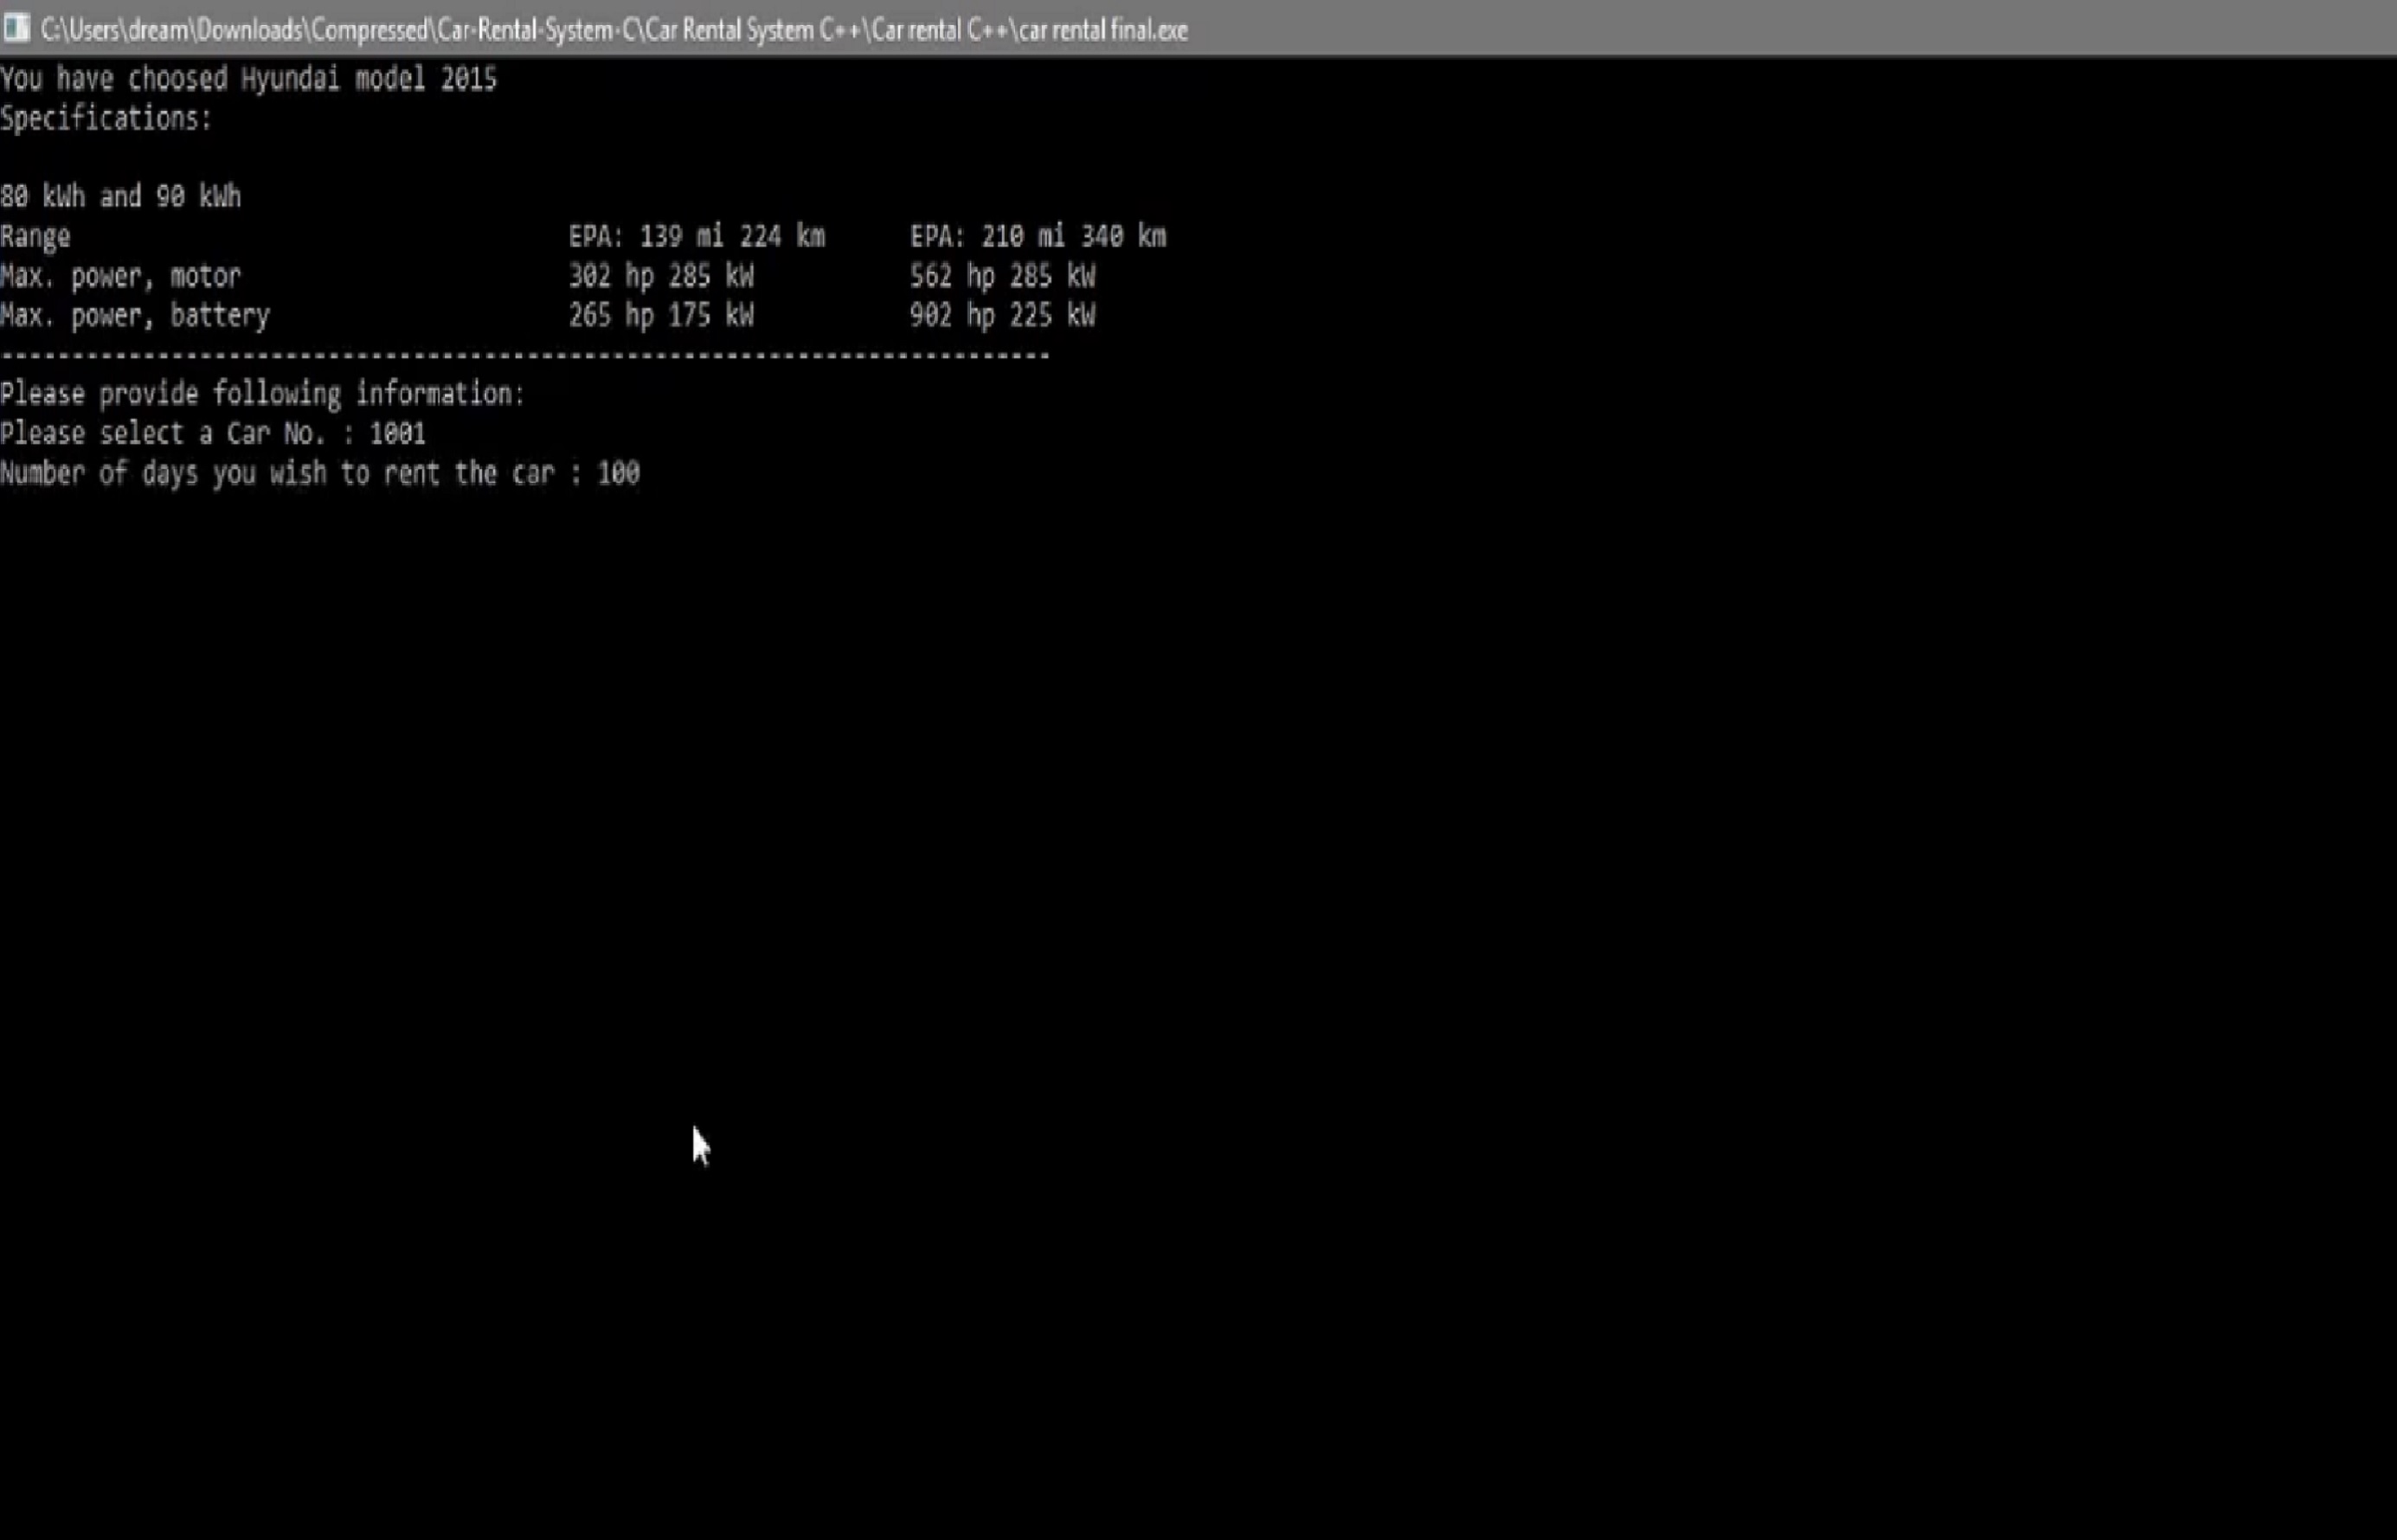 C:\Users\dream\Downloads\Compressed\Car-Rental-System-C\Car Rental System C++\Car rental C++\car rental final.exe
You have choosed Hyundai model 2015
Specifications:
80 kWh and 90 kWh
Range EPA: 139 mi 224 km EPA: 210 mi 340 km
Max. power, motor 302 hp 285 kW 562 hp 285 kW
Max. power, battery 265 hp 175 kW 902 hp 225 kW
--------------------------------------------------------------------------
Please provide following information:
Please select a Car No. : 1001
Number of days you wish to rent the car : 100